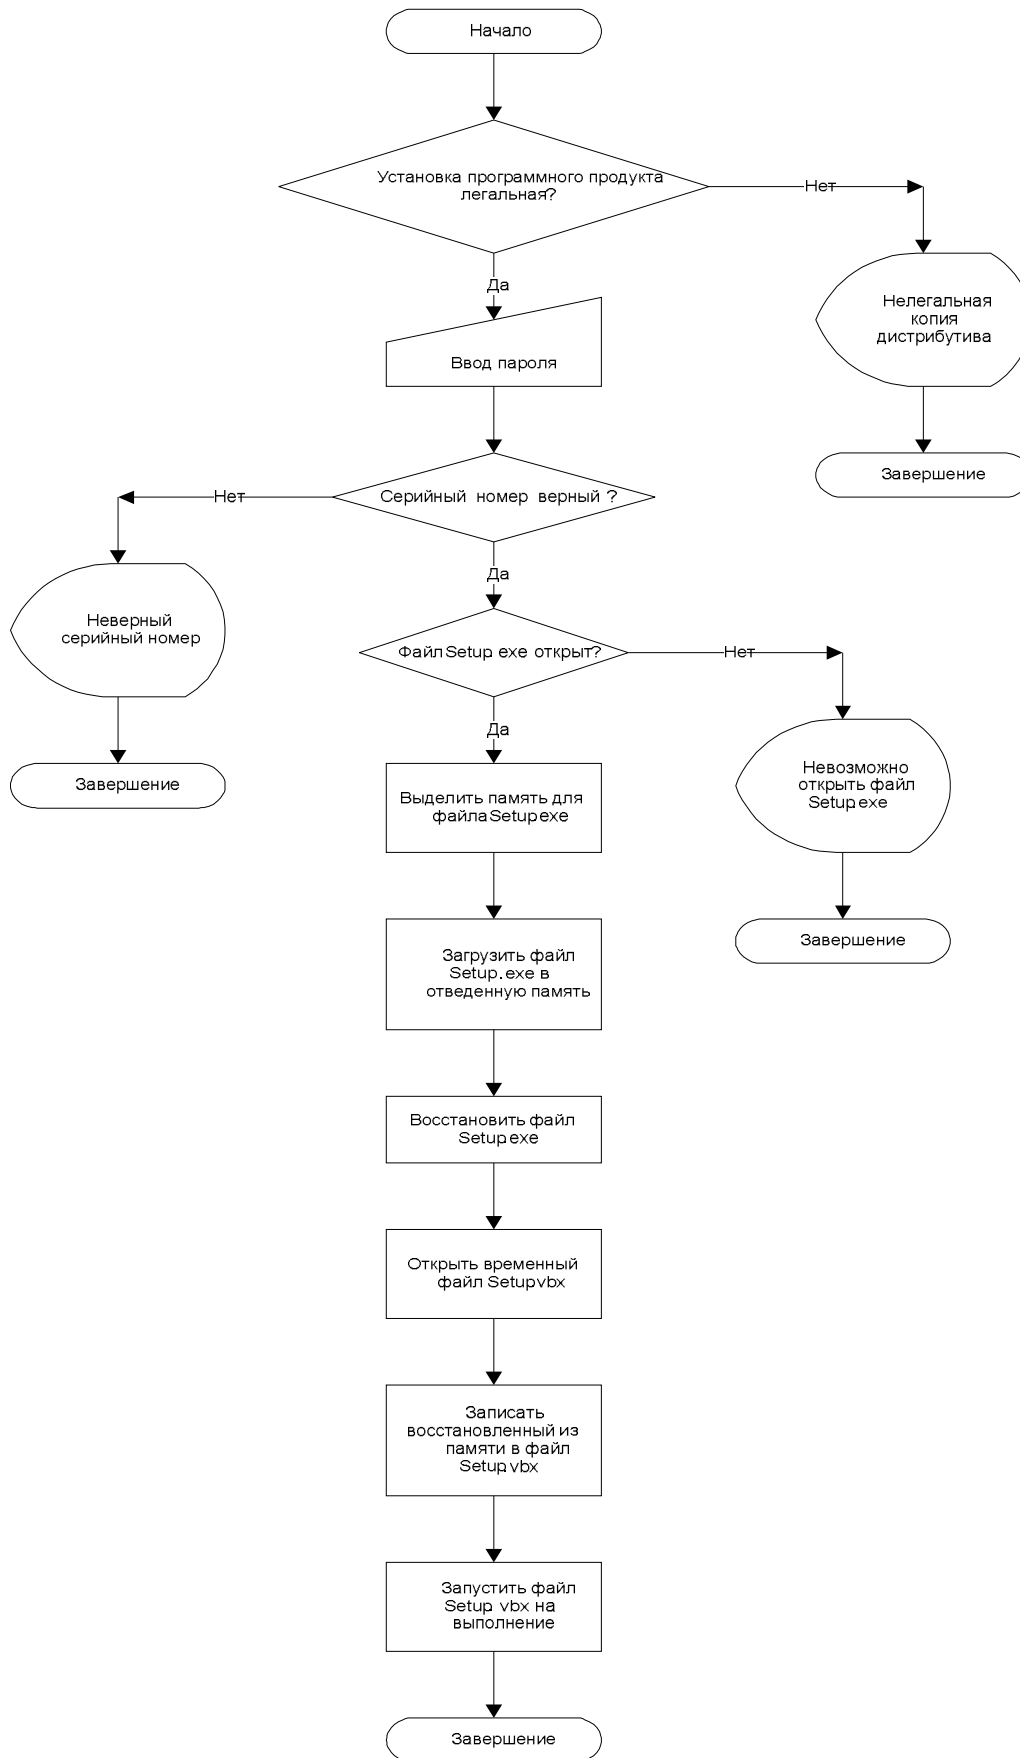 Начало
Установка программного продукта
легальная?
Нет
Да
Нелегальная
копия
дистрибутива
Ввод пароля
Завершение
Серийный номер верный ?
Нет
Да
Неверный
серийный номер
Файл Setup. exe открыт?
Нет
Да
Завершение
Невозможно
открыть файл
Setup.exe
Выделить память для
файла Setup.exe
Завершение
Загрузить файл
Setup.exe в
отведенную память
Восстановить файл
Setup.exe
Открыть временный
файл Setup.vbx
Записать
восстановленный из
памяти в файл
Setup.vbx
Запустить файл
Setup. vbx на
выполнение
Завершение